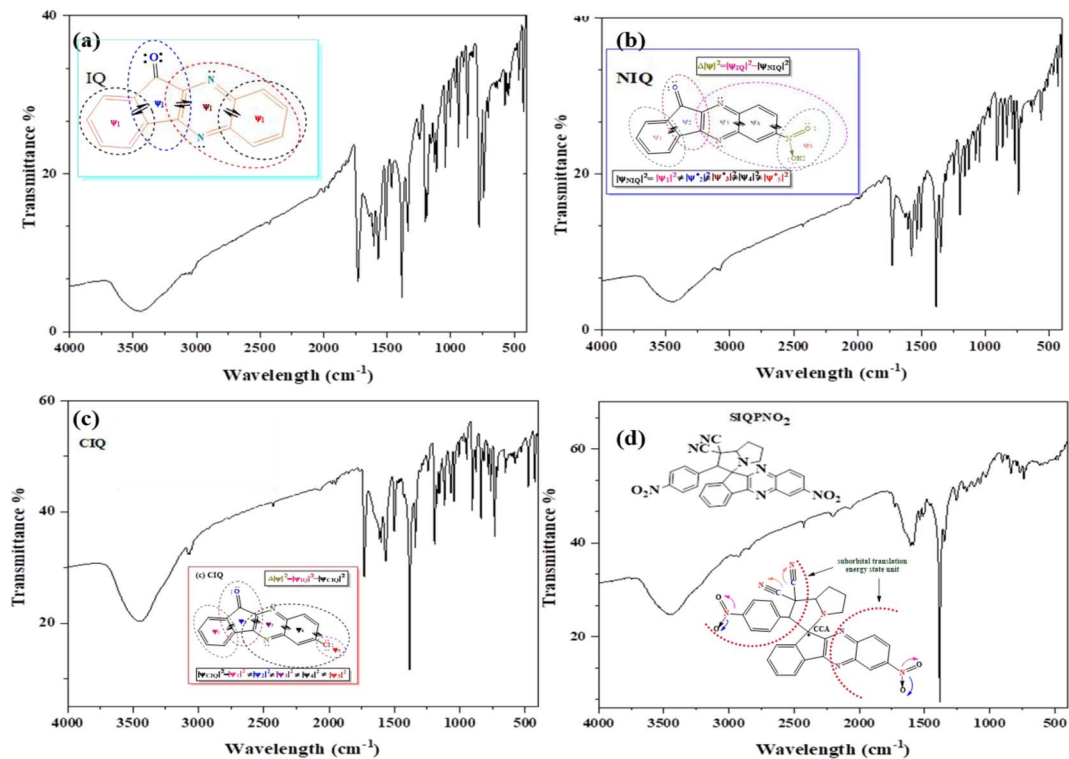 (a)
IQ
O
N
N
Ψ1
40
20
0
Transmittance %
4000 3500 3000 2500 2000 1500 1000 500
Wavelength (cm-1)
(b)
NIQ
Δ|Ψ|2=|ΨIQ|2-|ΨNIQ|2
O
40
20
0
Transmittance %
4000 3500 3000 2500 2000 1500 1000 500
Wavelength (cm-1)
(c)
CIQ
(c) CIQ
Δ|Ψ|2=|ΨIQ|2-|ΨCIQ|2
O
N
N
Cl
60
40
20
0
Transmittance %
4000 3500 3000 2500 2000 1500 1000 500
Wavelength (cm-1)
(d)
SIQPNO2
NC
NC
N
N
N
O2N
NO2
suborbital translation
energy state unit
N
N
C
C
O
N
O
N
CCA
N
N
N
O
O
60
40
20
Transmittance %
4000 3500 3000 2500 2000 1500 1000 500
Wavelength (cm-1)